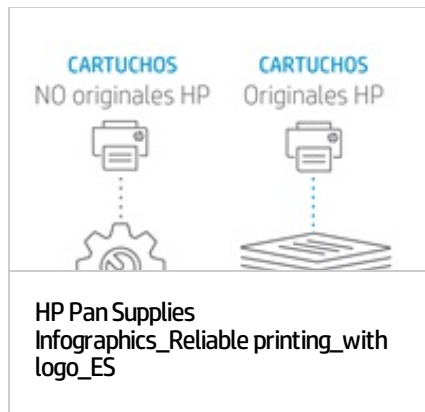 CARTUCHOS CARTUCHOS
NO originales HP Originales HP
HP Pan Supplies
Infographics_Reliable printing_with
logo_ES